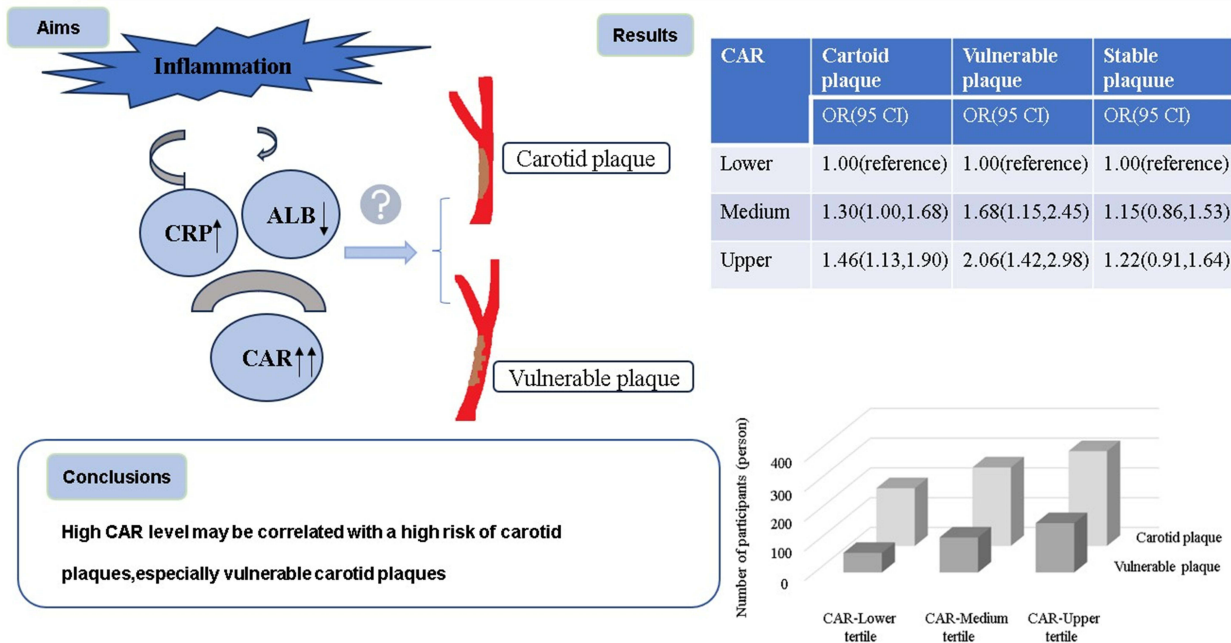 Aims
Inflammation
CRP↑
ALB↓
CAR↑↑
?
Carotid plaque
Vulnerable plaque
Results
CAR
Cartoid
plaque
Vulnerable
plaque
Stable
plaquue
OR(95 CI)
OR(95 CI)
OR(95 CI)
Lower 1.00(reference) 1.00(reference) 1.00(reference)
Medium 1.30(1.00,1.68) 1.68(1.15,2.45) 1.15(0.86,1.53)
Upper 1.46(1.13,1.90) 2.06(1.42,2.98) 1.22(0.91,1.64)
Conclusions
High CAR level may be correlated with a high risk of carotid
plaques,especially vulnerable carotid plaques
Number of participants (person)
400
300
200
100
0
Carotid plaque
Vulnerable plaque
CAR-Lower
tertile
CAR-Medium
tertile
CAR-Upper
tertile